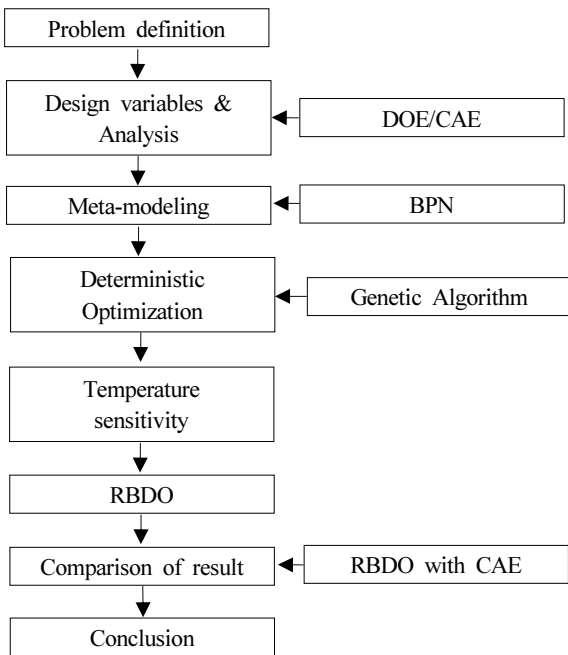 Problem definition
Design variables &
Analysis
DOE/CAE
Meta-modeling
BPN
Deterministic
Optimization
Genetic Algorithm
Temperature
sensitivity
RBDO
Comparison of result
RBDO with CAE
Conclusion